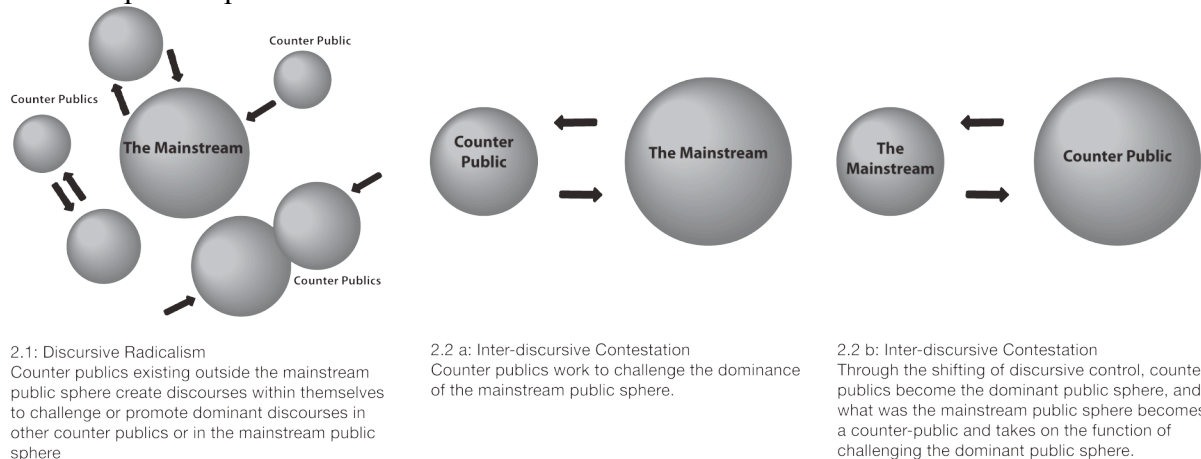 Counter Public
Counter Publics
The Mainstream
Counter Publics
2.1: Discursive Radicalism
Counter publics existing outside the mainstream
public sphere create discourses within themselves
to challenge or promote dominant discourses in
other counter publics or in the mainstream public
sphere
Counter
Public
The Mainstream
2.2 a: Inter-discursive Contestation
Counter publics work to challenge the dominance
of the mainstream public sphere.
The
Mainstream
Counter Public
2.2 b: Inter-discursive Contestation
Through the shifting of discursive control, counte
publics become the dominant public sphere, and
what was the mainstream public sphere becomes
a counter-public and takes on the function of
challenging the dominant public sphere.